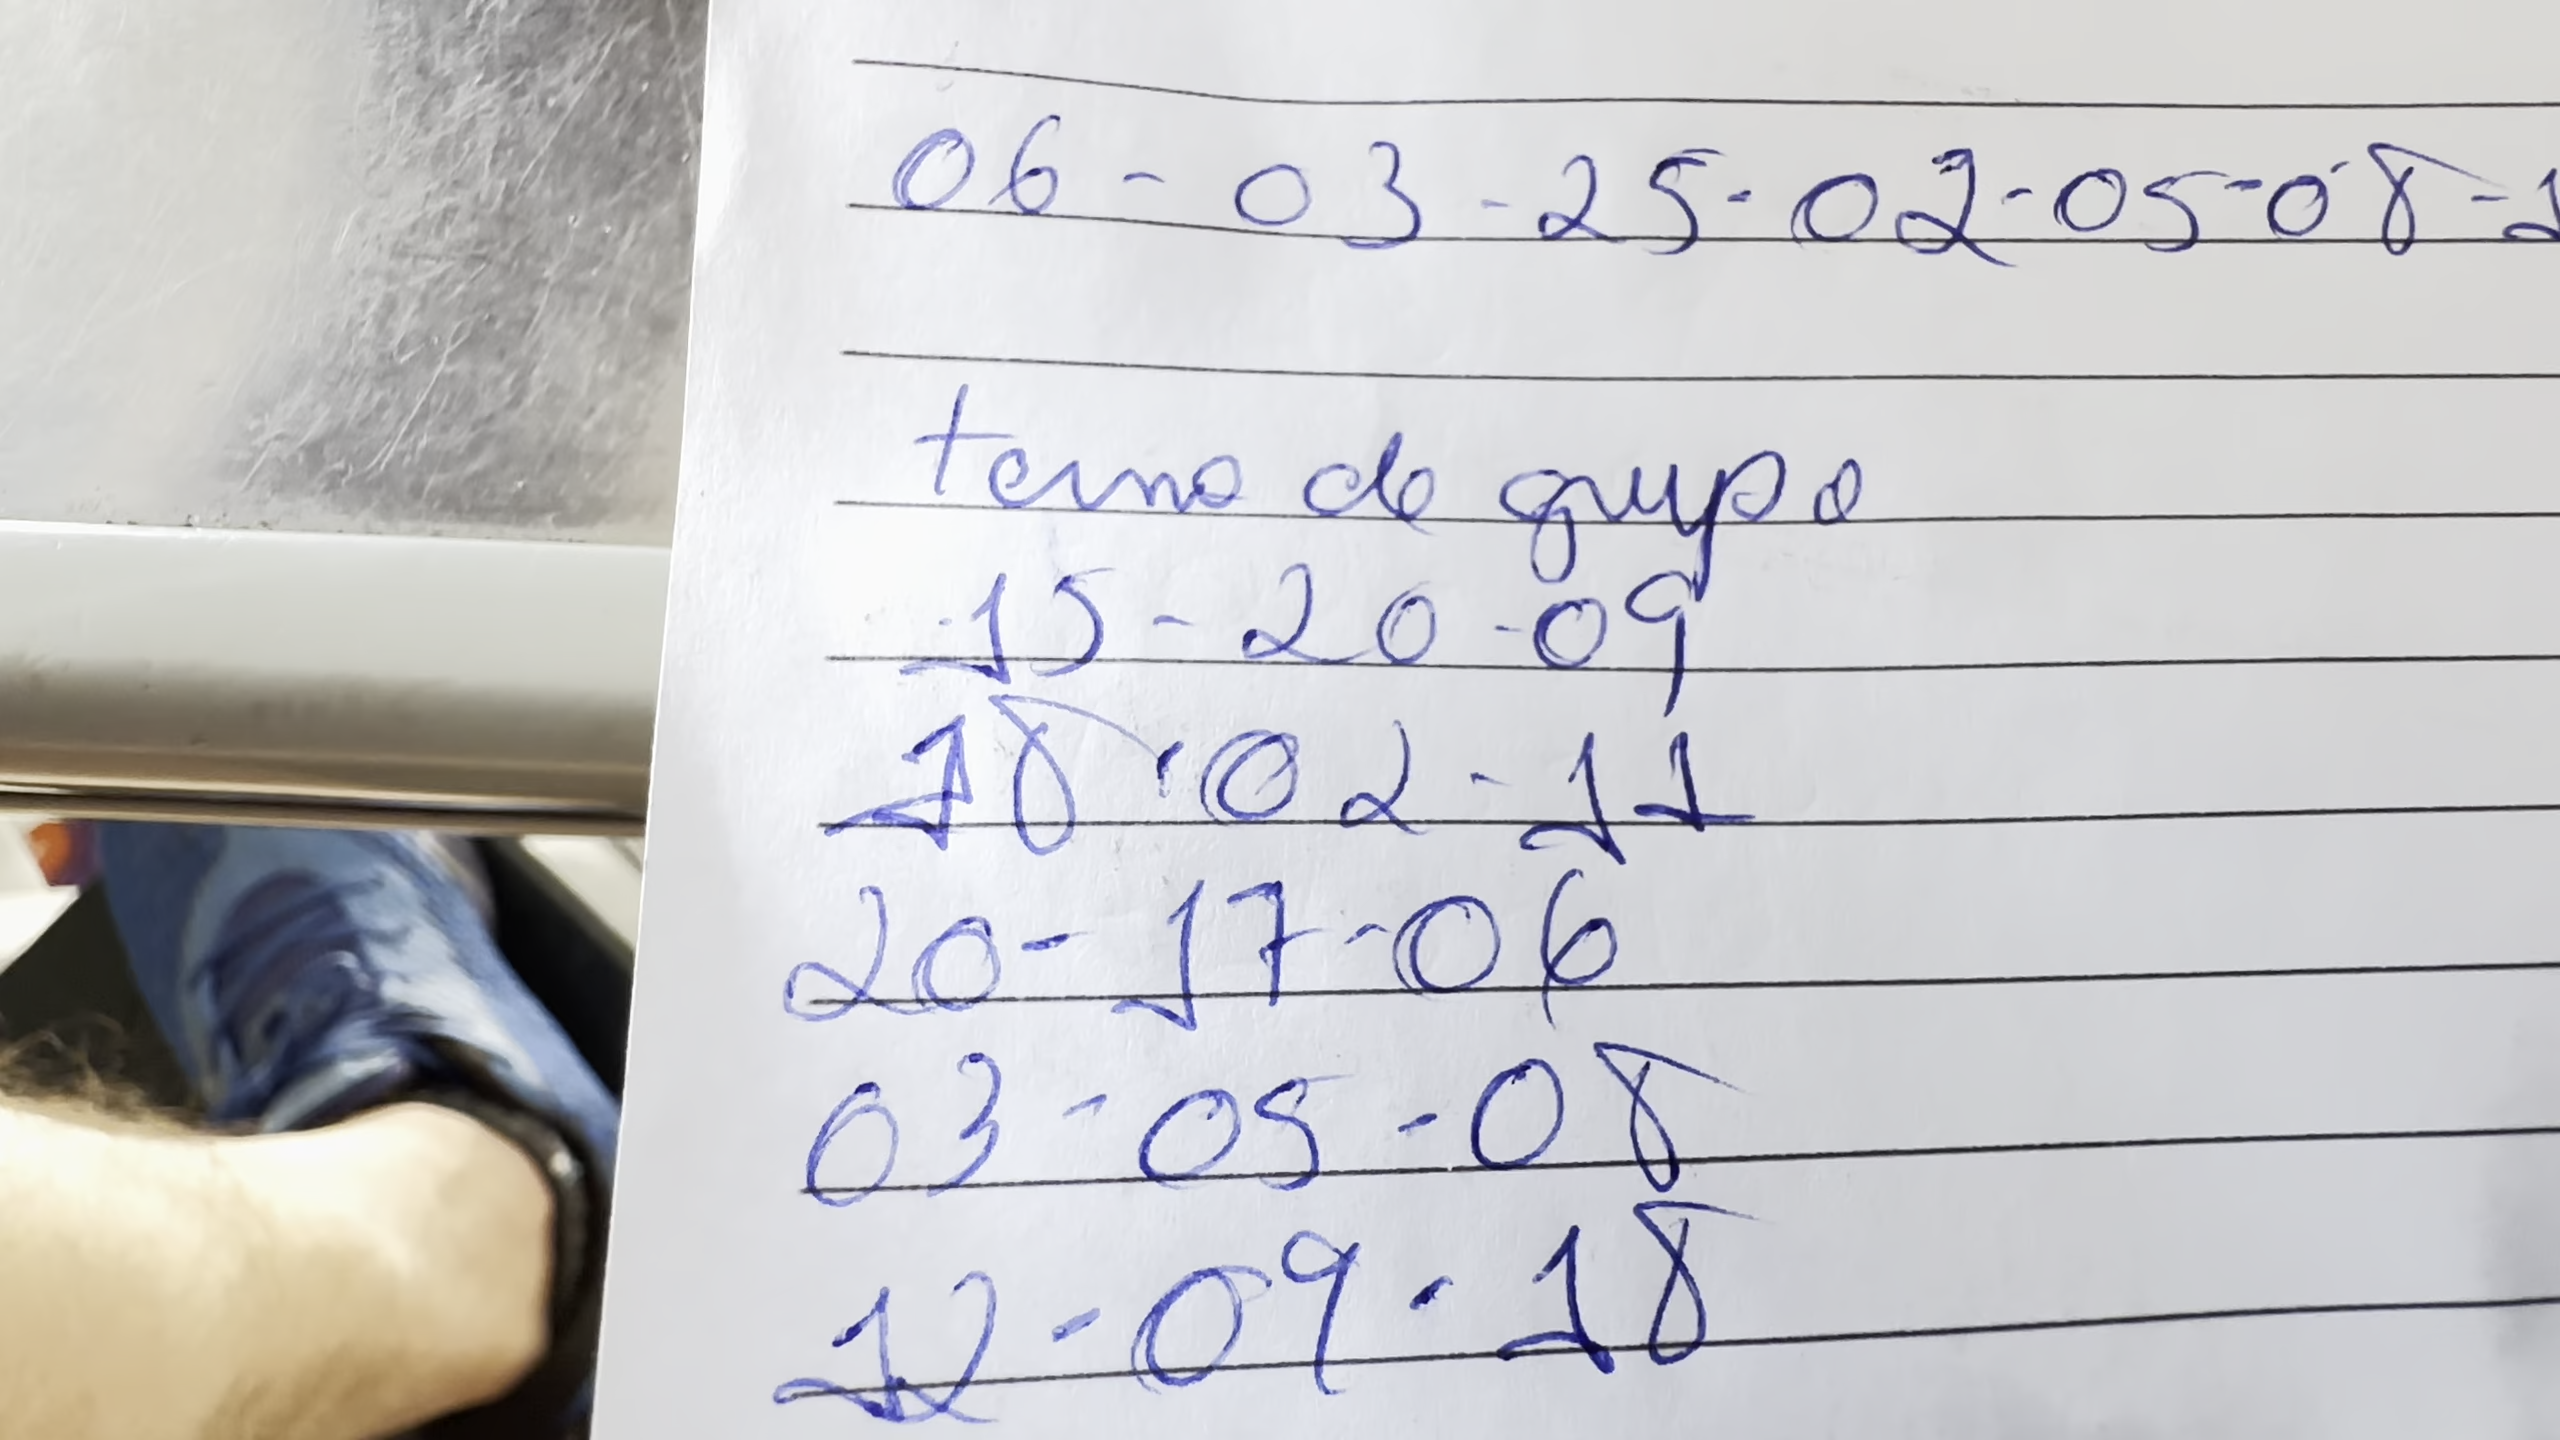 06 - 03 - 25 - 02 - 05 - 08 - 1
terno de grupo
15 - 20 - 09
18 - 02 - 11
20 - 17 - 06
03 - 05 - 08
12 - 09 - 18